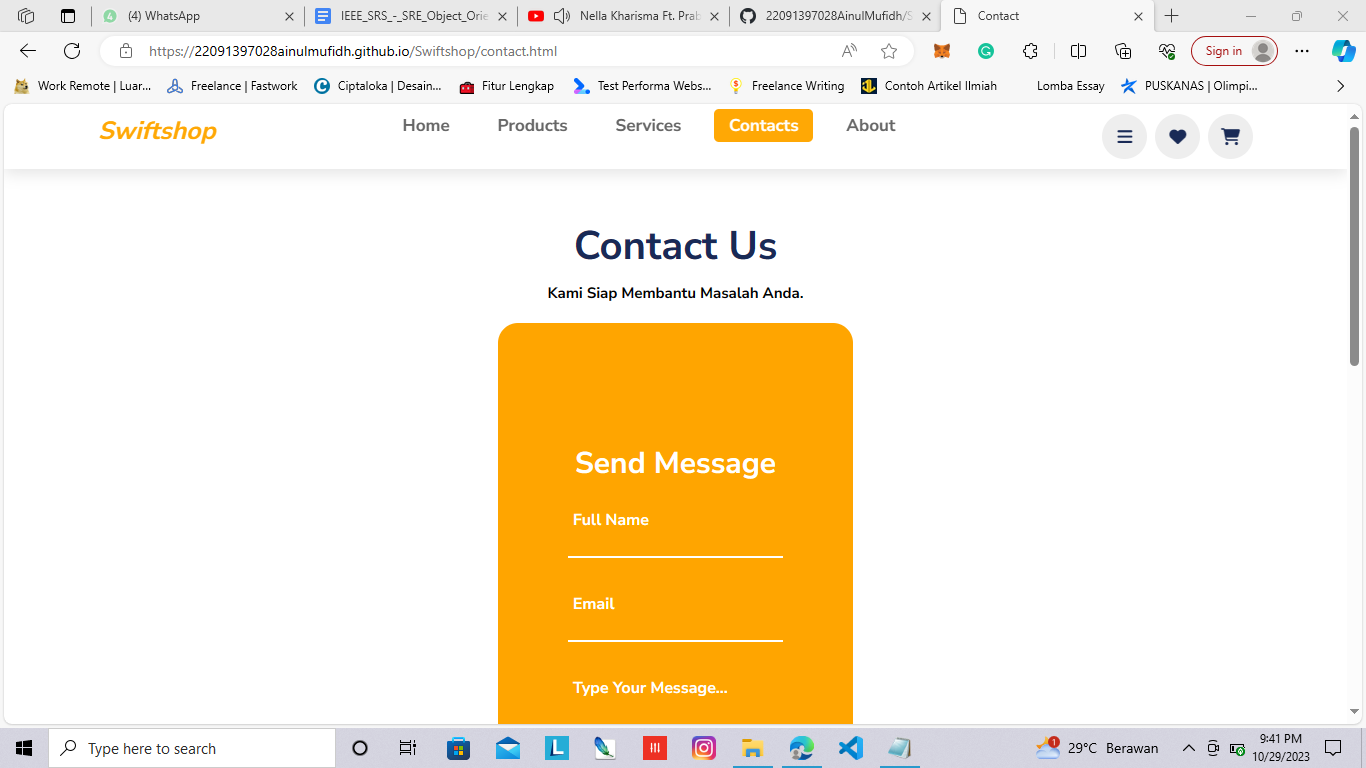 (4) WhatsApp
IEEE_SRS_-_SRE_Object_Orie
Nella Kharisma Ft. Prab
22091397028AinulMufidh/S
Contact
https://22091397028ainulmufidh.github.io/Swiftshop/contact.html
Sign in
Work Remote | Luar...
Freelance | Fastwork
Ciptaloka | Desain...
Fitur Lengkap
Test Performa Webs...
Freelance Writing
Contoh Artikel Ilmiah
Lomba Essay
PUSKANAS | Olimpi...
Swiftshop
Home
Products
Services
Contacts
About
Contact Us
Kami Siap Membantu Masalah Anda.
Send Message
Full Name
Email
Type Your Message...
Type here to search
29°C Berawan
9:41 PM
10/29/2023